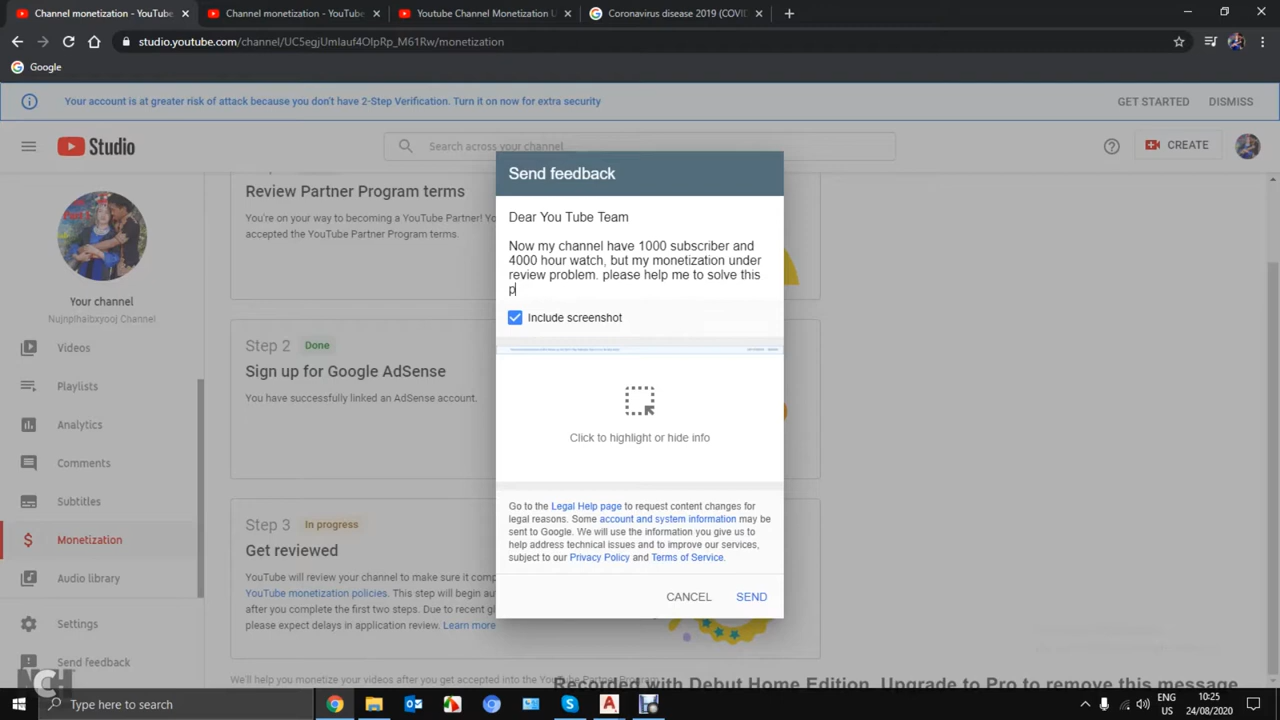 Channel monetization - YouTube
Channel monetization - YouTube
Youtube Channel Monetization U
Coronavirus disease 2019 (COVID
studio.youtube.com/channel/UC5egjUmlauf4OlpRp_M61Rw/monetization
Google
Your account is at greater risk of attack because you don't have 2-Step Verification. Turn it on now for extra security
GET STARTED
DISMISS
Studio
Search across your channel
CREATE
Your channel
Nujnplhaibxyooj Channel
Videos
Playlists
Analytics
Comments
Subtitles
Monetization
Audio library
Settings
Send feedback
Review Partner Program terms
You're on your way to becoming a YouTube Partner! Yo
accepted the YouTube Partner Program terms.
Step 2 Done
Sign up for Google AdSense
You have successfully linked an AdSense account.
Step 3 In progress
Get reviewed
YouTube will review your channel to make sure it comp
YouTube monetization policies. This step will begin aut
after you complete the first two steps. Due to recent gl
please expect delays in application review. Learn more
We'll help you monetize your videos once you get accepted into the YouTube Partner Program
Send feedback
Dear You Tube Team
Now my channel have 1000 subscriber and
4000 hour watch, but my monetization under
review problem. please help me to solve this
p
Include screenshot
Click to highlight or hide info
Go to the Legal Help page to request content changes for
legal reasons. Some account and system information may be
sent to Google. We will use the information you give us to
help address technical issues and to improve our services,
subject to our Privacy Policy and Terms of Service.
CANCEL
SEND
NCH
Recorded with Debut Home Edition. Upgrade to Pro to remove this message
Type here to search
ENG
US
10:25
24/08/2020